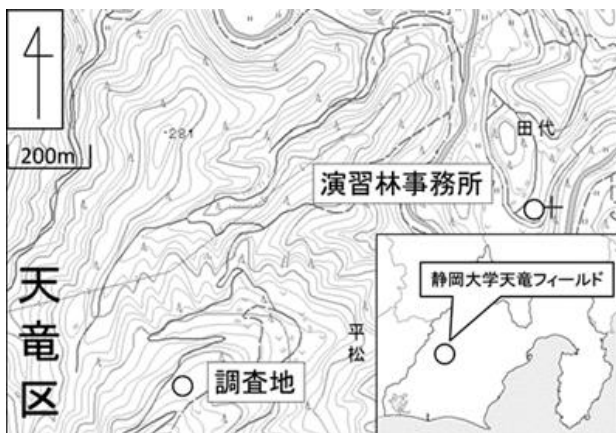 200m
・281
田代
演習林事務所
静岡大学天竜フィールド
天竜区
平松
調査地